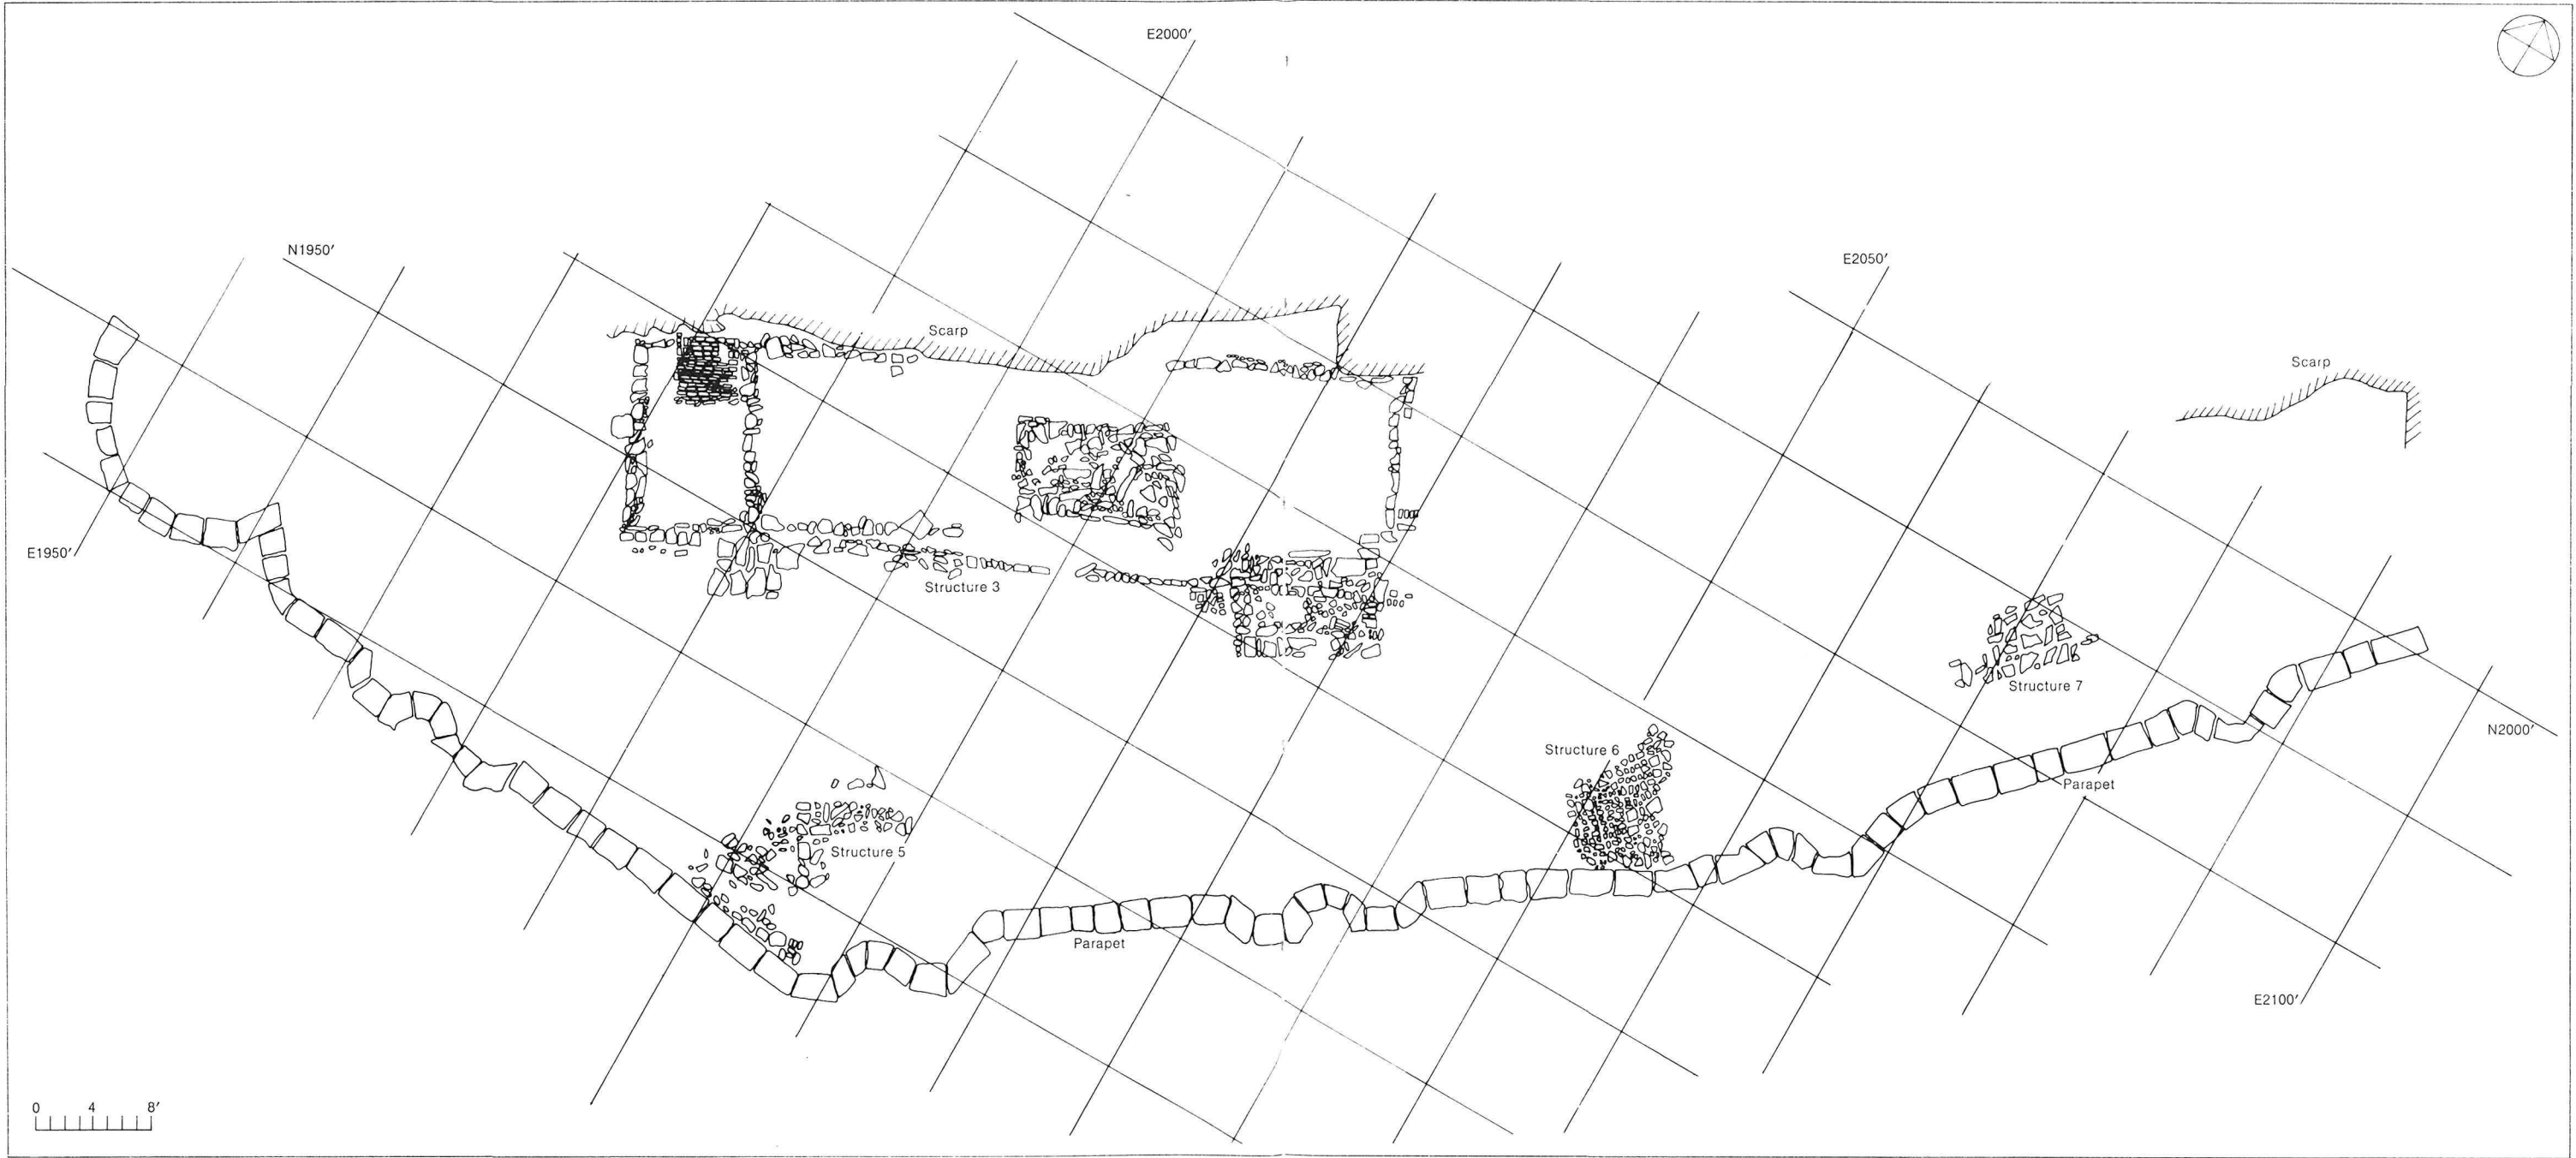 E2000′
N1950′
E2050′
Scarp
Scarp
E1950′
Structure 3
Structure 7
N2000′
Structure 6
Parapet
Structure 5
Parapet
E2100′
0 4 8′